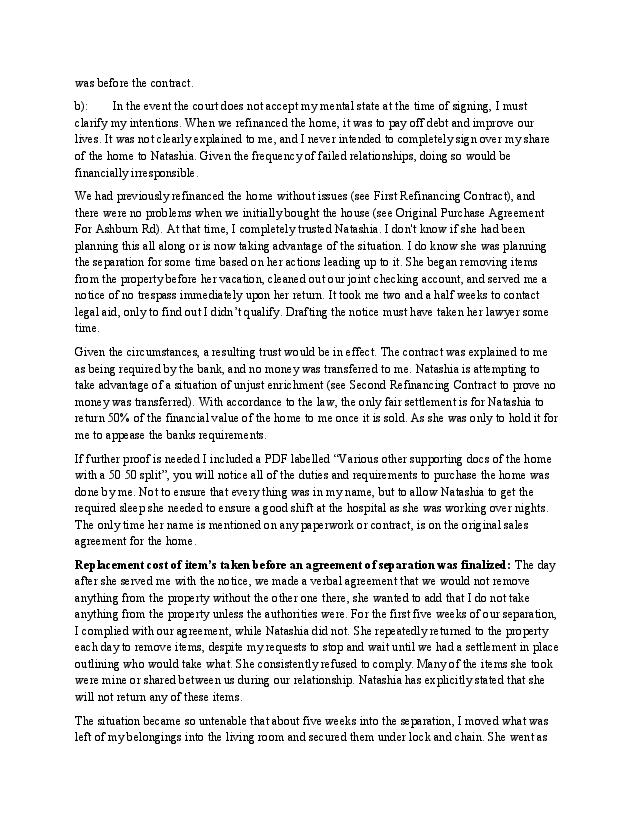 was before the contract.
b): In the event the court does not accept my mental state at the time of signing, I must
clarify my intentions. When we refinanced the home, it was to pay off debt and improve our
lives. It was not clearly explained to me, and I never intended to completely sign over my share
of the home to Natashia. Given the frequency of failed relationships, doing so would be
financially irresponsible.
We had previously refinanced the home without issues (see First Refinancing Contract), and
there were no problems when we initially bought the house (see Original Purchase Agreement
For Ashburn Rd). At that time, I completely trusted Natashia. I don't know if she had been
planning this all along or is now taking advantage of the situation. I do know she was planning
the separation for some time based on her actions leading up to it. She began removing items
from the property before her vacation, cleaned out our joint checking account, and served me a
notice of no trespass immediately upon her return. It took me two and a half weeks to contact
legal aid, only to find out I didn’t qualify. Drafting the notice must have taken her lawyer some
time.
Given the circumstances, a resulting trust would be in effect. The contract was explained to me
as being required by the bank, and no money was transferred to me. Natashia is attempting to
take advantage of a situation of unjust enrichment (see Second Refinancing Contract to prove no
money was transferred). With accordance to the law, the only fair settlement is for Natashia to
return 50% of the financial value of the home to me once it is sold. As she was only to hold it for
me to appease the banks requirements.
If further proof is needed I included a PDF labelled “Various other supporting docs of the home
with a 50 50 split”, you will notice all of the duties and requirements to purchase the home was
done by me. Not to ensure that everything was in my name, but to allow Natashia to get the
required sleep she needed to ensure a good shift at the hospital as she was working over nights.
The only time her name is mentioned on any paperwork or contract, is on the original sales
agreement for the home.
Replacement cost of item’s taken before an agreement of separation was finalized: The day
after she served me with the notice, we made a verbal agreement that we would not remove
anything from the property without the other one there, she wanted to add that I do not take
anything from the property unless the authorities were. For the first five weeks of our separation,
I complied with our agreement, while Natashia did not. She repeatedly returned to the property
each day to remove items, despite my requests to stop and wait until we had a settlement in place
outlining who would take what. She consistently refused to comply. Many of the items she took
were mine or shared between us during our relationship. Natashia has explicitly stated that she
will not return any of these items.
The situation became so untenable that about five weeks into the separation, I moved what was
left of my belongings into the living room and secured them under lock and chain. She went as